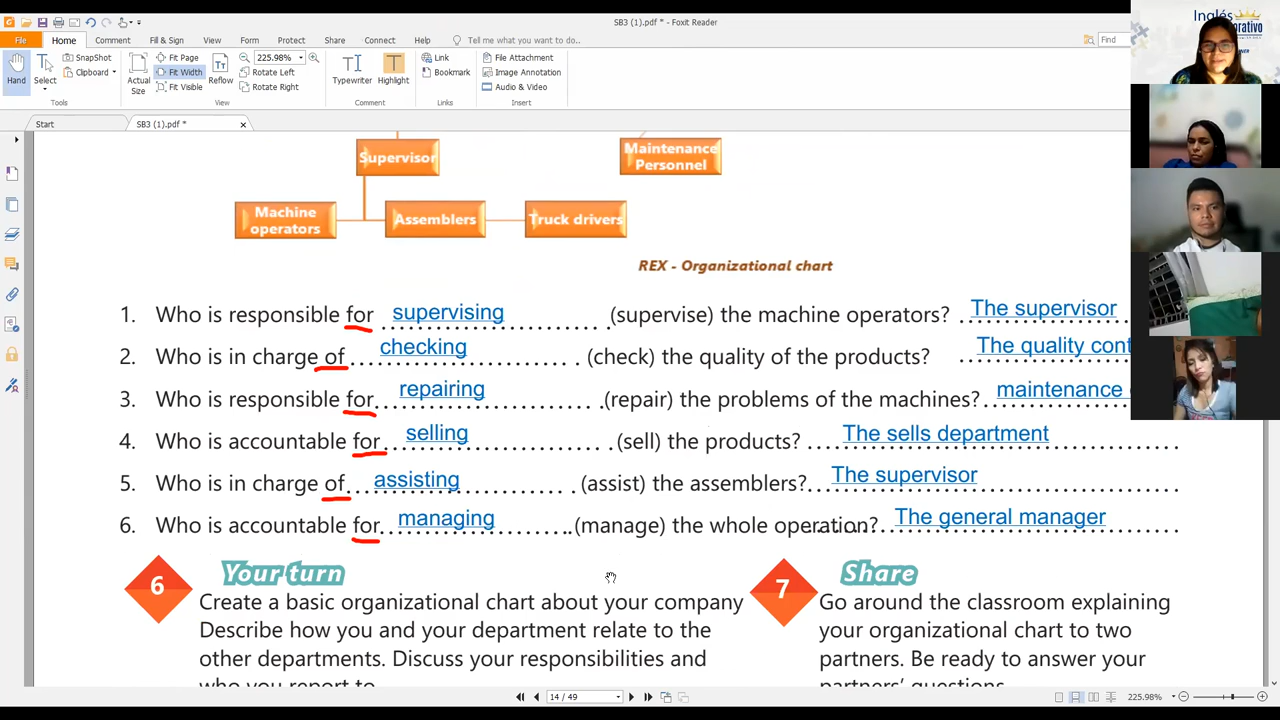 SB3 (1).pdf * - Foxit Reader
File Home Comment Fill & Sign View Form Protect Share Connect Help Tell me what you want to do.. Find
Hand
Select
SnapShot
Clipboard
Tools
Actual Size
Fit Page
Fit Width
Fit Visible
Reflow
225.98%
Rotate Left
Rotate Right
View
Typewriter
Highlight
Comment
Link
Bookmark
Links
File Attachment
Image Annotation
Audio & Video
Insert
Start SB3 (1).pdf *
Inglés
Supervisor
Maintenance
Personnel
Machine
operators
Assemblers
Truck drivers
REX - Organizational chart
1. Who is responsible for supervising (supervise) the machine operators? The supervisor
2. Who is in charge of checking (check) the quality of the products? The quality cont
3. Who is responsible for repairing (repair) the problems of the machines? maintenance
4. Who is accountable for selling (sell) the products? The sells department
5. Who is in charge of assisting (assist) the assemblers? The supervisor
6. Who is accountable for managing (manage) the whole operation? The general manager
6 Your turn
Create a basic organizational chart about your company
Describe how you and your department relate to the
other departments. Discuss your responsibilities and
who you report to
7 Share
Go around the classroom explaining
your organizational chart to two
partners. Be ready to answer your
partners' questions
14 / 49
225.98%